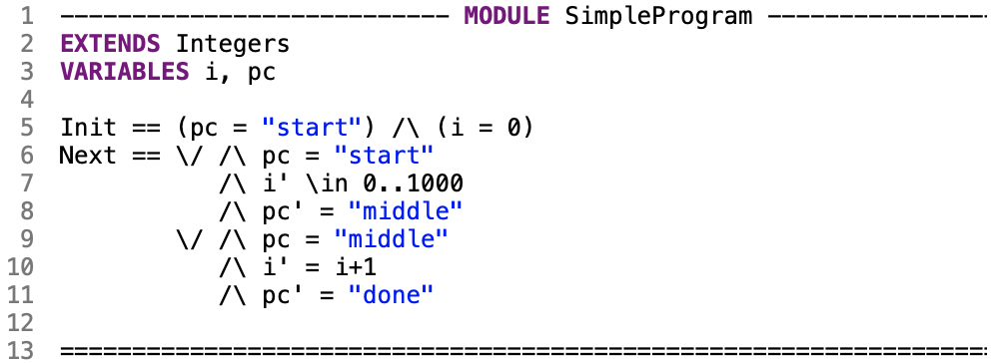 1 ---------------------------- MODULE SimpleProgram ----------------
2 EXTENDS Integers
3 VARIABLES i, pc
4
5 Init == (pc = "start") /\ (i = 0)
6 Next == \/ /\ pc = "start"
7            /\ i' \in 0..1000
8            /\ pc' = "middle"
9         \/ /\ pc = "middle"
10            /\ i' = i+1
11            /\ pc' = "done"
12
13 ================================================================